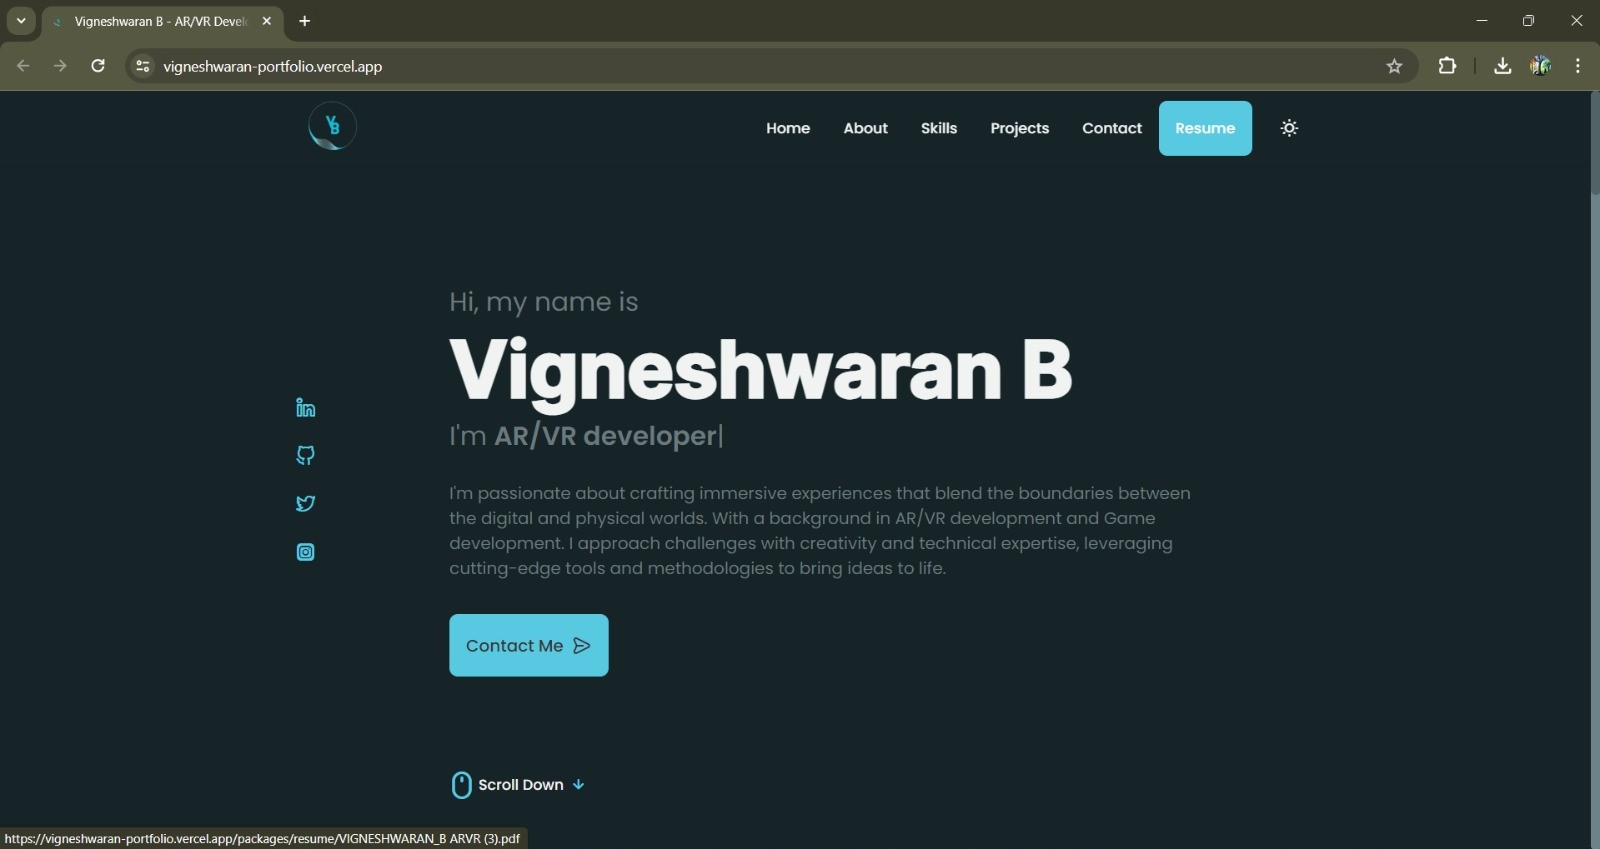 Vigneshwaran B - AR/VR Devel
vigneshwaran-portfolio.vercel.app
VB
Home
About
Skills
Projects
Contact
Resume
Hi, my name is
Vigneshwaran B
I'm AR/VR developer|
I'm passionate about crafting immersive experiences that blend the boundaries between
the digital and physical worlds. With a background in AR/VR development and Game
development. I approach challenges with creativity and technical expertise, leveraging
cutting-edge tools and methodologies to bring ideas to life.
Contact Me
Scroll Down
https://vigneshwaran-portfolio.vercel.app/packages/resume/VIGNESHWARAN_B ARVR (3).pdf